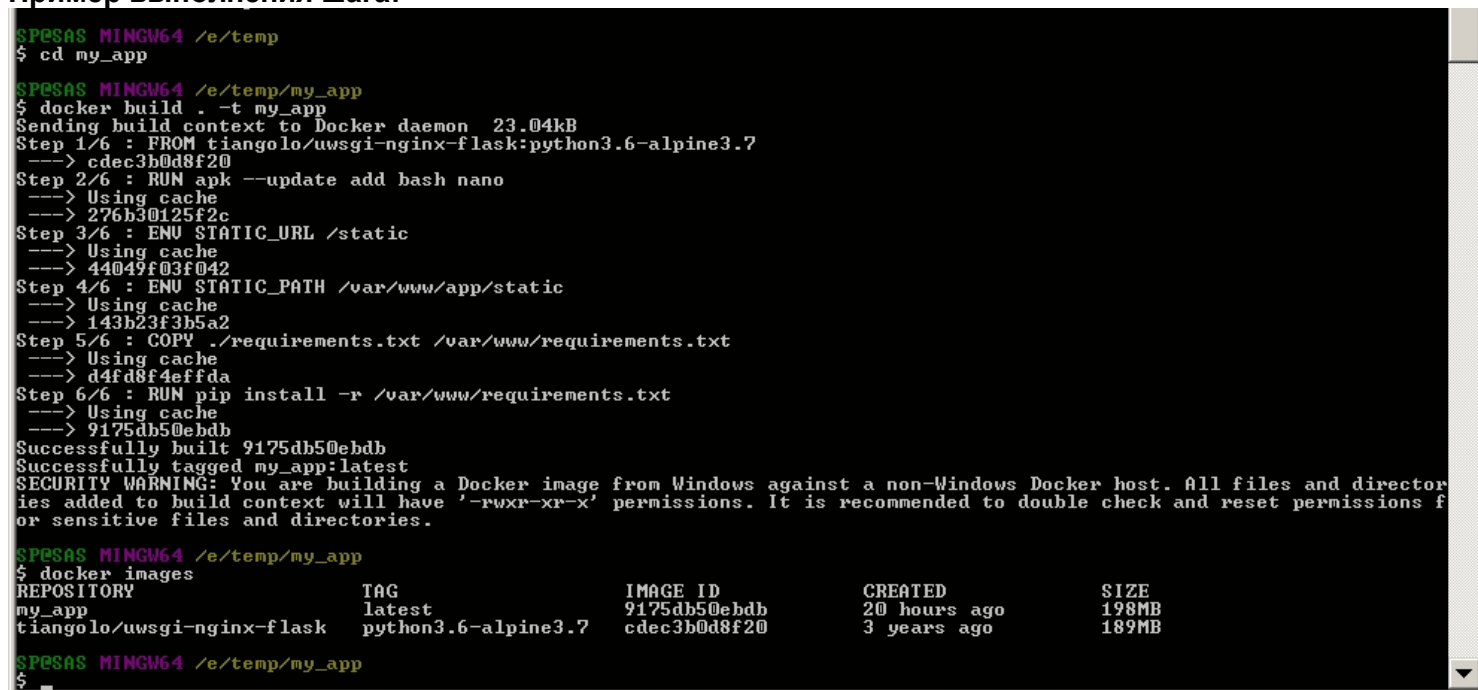 Пример выполнения шага:
SP@SAS MINGW64 /e/temp
$ cd my_app
SP@SAS MINGW64 /e/temp/my_app
$ docker build . -t my_app
Sending build context to Docker daemon  23.04kB
Step 1/6 : FROM tiangolo/uwsgi-nginx-flask:python3.6-alpine3.7
 ---> cdec3b0d8f20
Step 2/6 : RUN apk --update add bash nano
 ---> Using cache
 ---> 276b30125f2c
Step 3/6 : ENV STATIC_URL /static
 ---> Using cache
 ---> 44049f03f042
Step 4/6 : ENV STATIC_PATH /var/www/app/static
 ---> Using cache
 ---> 143b23f3b5a2
Step 5/6 : COPY ./requirements.txt /var/www/requirements.txt
 ---> Using cache
 ---> d4fd8f4effda
Step 6/6 : RUN pip install -r /var/www/requirements.txt
 ---> Using cache
 ---> 9175db50ebdb
Successfully built 9175db50ebdb
Successfully tagged my_app:latest
SECURITY WARNING: You are building a Docker image from Windows against a non-Windows Docker host. All files and director
ies added to build context will have '-rwxr-xr-x' permissions. It is recommended to double check and reset permissions f
or sensitive files and directories.
SP@SAS MINGW64 /e/temp/my_app
$ docker images
REPOSITORY TAG IMAGE ID CREATED SIZE
my_app latest 9175db50ebdb 20 hours ago 198MB
tiangolo/uwsgi-nginx-flask python3.6-alpine3.7 cdec3b0d8f20 3 years ago 189MB
SP@SAS MINGW64 /e/temp/my_app
$